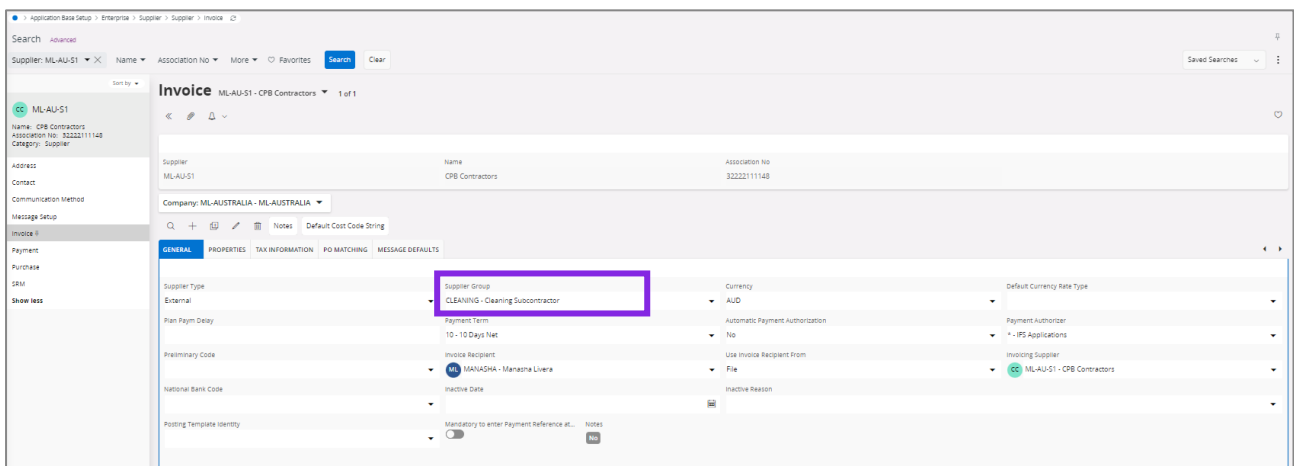 Application Base Setup > Enterprise > Supplier > Supplier > Invoice
Search Advanced
Supplier: ML-AU-S1 Name Association No More Favorites Search Clear Saved Searches
Sort by
CC ML-AU-S1
Name: CPB Contractors
Association No: 32222111148
Category: Supplier
Address
Contact
Communication Method
Message Setup
Invoice
Payment
Purchase
SRM
Show less
Invoice ML-AU-S1 - CPB Contractors 1 of 1
Supplier Name Association No
ML-AU-S1 CPB Contractors 32222111148
Company: ML-AUSTRALIA - ML-AUSTRALIA
Notes Default Cost Code String
GENERAL PROPERTIES TAX INFORMATION PO MATCHING MESSAGE DEFAULTS
Supplier Type Supplier Group Currency Default Currency Rate Type
External CLEANING - Cleaning Subcontractor AUD
Plan Paym Delay Payment Term Automatic Payment Authorization Payment Authorizer
10 - 10 Days Net No * - IFS Applications
Preliminary Code Invoice Recipient Use Invoice Recipient From Invoicing Supplier
ML MANASHA - Manasha Livera File CC ML-AU-S1 - CPB Contractors
National Bank Code Inactive Date Inactive Reason
Posting Template Identity Mandatory to enter Payment Reference at... Notes
No